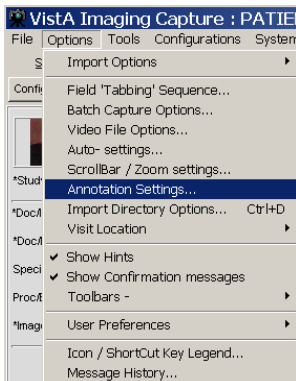 VistA Imaging Capture : PATIE
File Options Tools Configurations System
Import Options
Field 'Tabbing' Sequence...
Batch Capture Options...
Video File Options...
Auto- settings...
ScrollBar / Zoom settings...
Annotation Settings...
Import Directory Options... Ctrl+D
Visit Location
Show Hints
Show Confirmation messages
Toolbars -
User Preferences
Icon / ShortCut Key Legend...
Message History...
S
Confi
*Stud
*Doc/I
*Doc/
Speci
Proc/E
*Imag